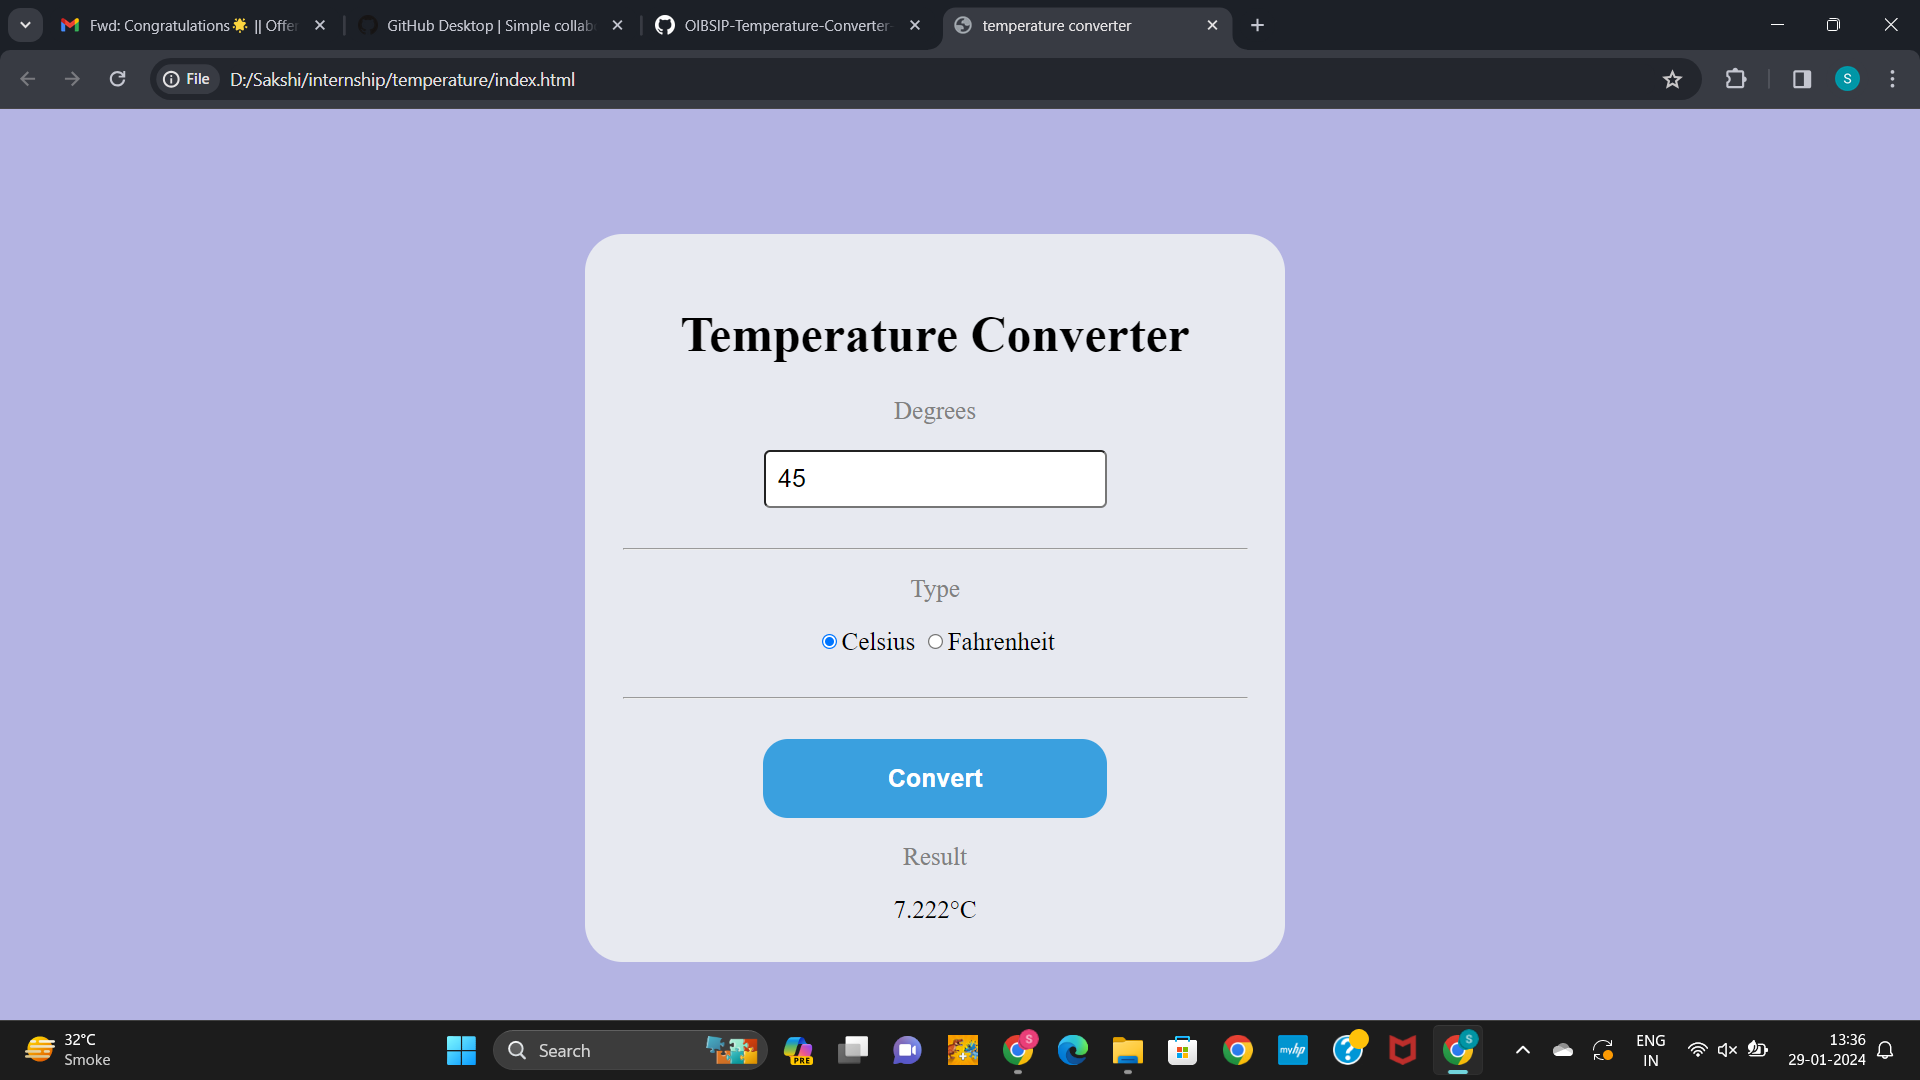 Fwd: Congratulations🌟 || Offer
GitHub Desktop | Simple collab
OIBSIP-Temperature-Converter-
temperature converter
File
D:/Sakshi/internship/temperature/index.html
S
Temperature Converter
Degrees
45
Type
Celsius Fahrenheit
Convert
Result
7.222°C
32°C
Smoke
Search
PRE
S
myhp
?
S
ENG
IN
13:36
29-01-2024